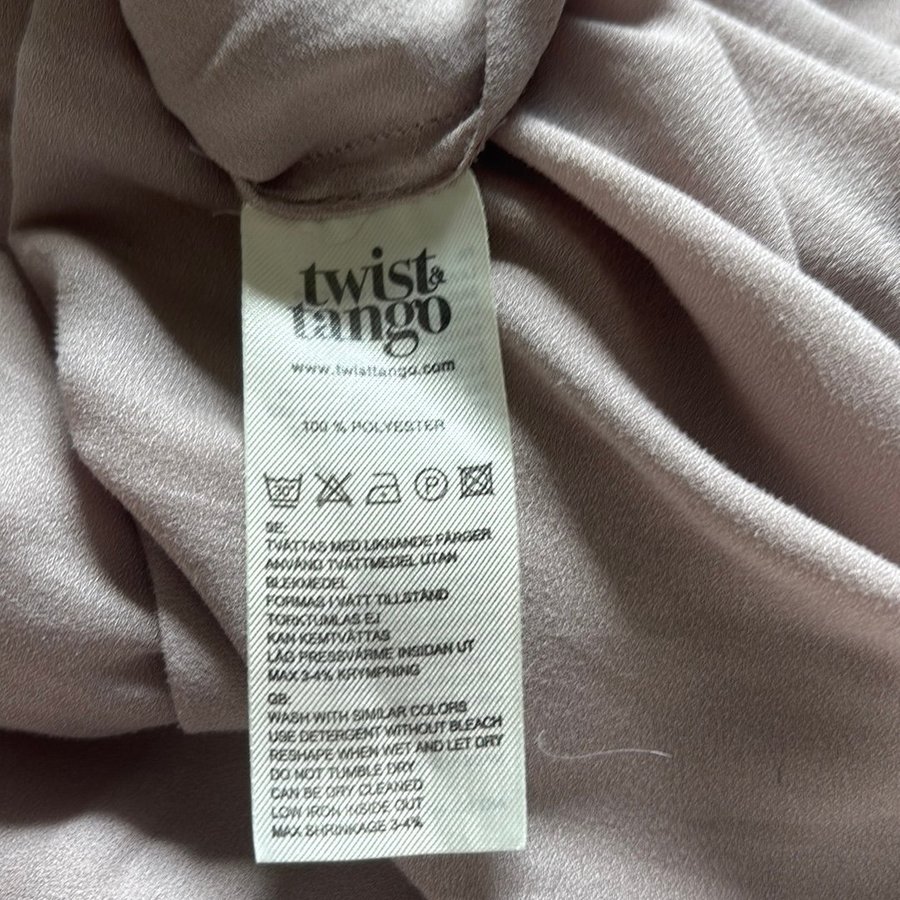 twist &
tango
www.twisttango.com
100 % POLYESTER
30 P
SE:
TVÄTTAS MED LIKNANDE FÄRGER
ANVÄND TVÄTTMEDEL UTAN
BLEKMEDEL
FORMAS I VÅTT TILLSTÅND
TORKTUMLAS EJ
KAN KEMTVÄTTAS
LÅG PRESSVÄRME INSIDAN UT
MAX 3-4% KRYMPNING
GB:
WASH WITH SIMILAR COLORS
USE DETERGENT WITHOUT BLEACH
RESHAPE WHEN WET AND LET DRY
DO NOT TUMBLE DRY
CAN BE DRY CLEANED
LOW IRON, INSIDE OUT
MAX SHRINKAGE 3-4%